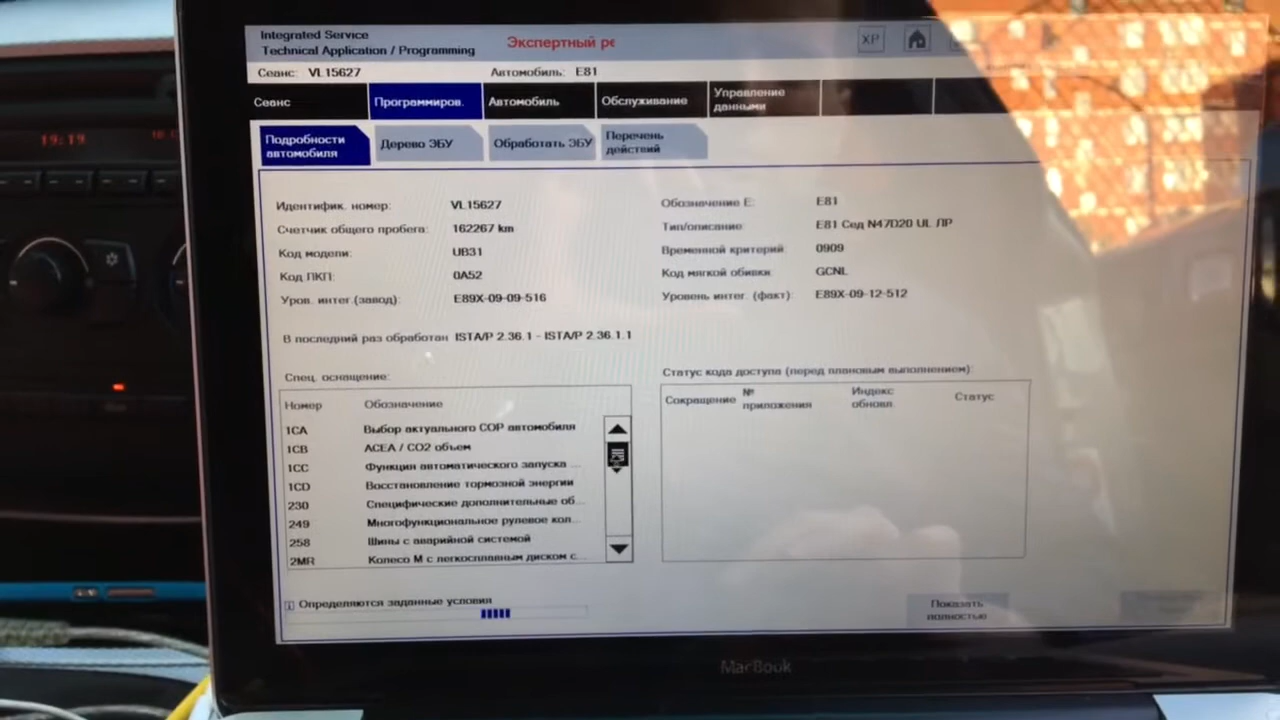 Integrated Service
Technical Application / Programming
Экспертный ре
XP
Сеанс: VL15627
Автомобиль: E81
Сеанс
Программиров.
Автомобиль
Обслуживание
Управление
данными
Подробности
автомобиля
Дерево ЭБУ
Обработать ЭБУ
Перечень
действий
Идентифик. номер: VL15627
Обозначение E: E81
Счетчик общего пробега: 162267 km
Тип/описание: E81 Сед N47D20 UL ЛР
Код модели: UB31
Временной критерий: 0909
Код ЛКП: 0A52
Код мягкой обивки: GCNL
Уров. интег.(завод): E89X-09-09-516
Уровень интег. (факт): E89X-09-12-512
В последний раз обработан ISTA/P 2.36.1 - ISTA/P 2.36.1.1
Спец. оснащение:
Номер Обозначение
1CA Выбор актуального COP автомобиля
1CB ACEA / CO2 объем
1CC Функция автоматического запуска ...
1CD Восстановление тормозной энергии
230 Специфические дополнительные об...
249 Многофункциональное рулевое кол...
258 Шины с аварийной системой
2MR Колесо M с легкосплавным диском с...
Статус кода доступа (перед плановым выполнением):
Сокращение
№
приложения
Индекс
обновл.
Статус
Определяются заданные условия
Показать
полностью
MacBook
19:19